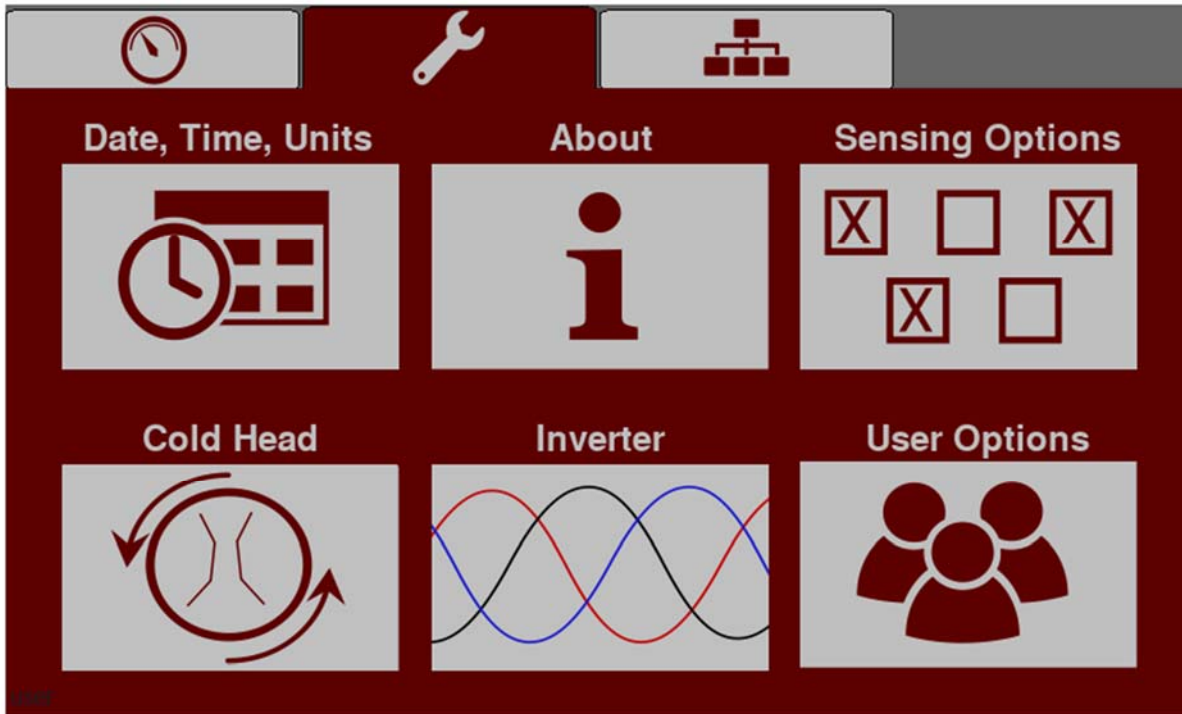 Date, Time, Units
About
Sensing Options
X
X
X
Cold Head
Inverter
User Options